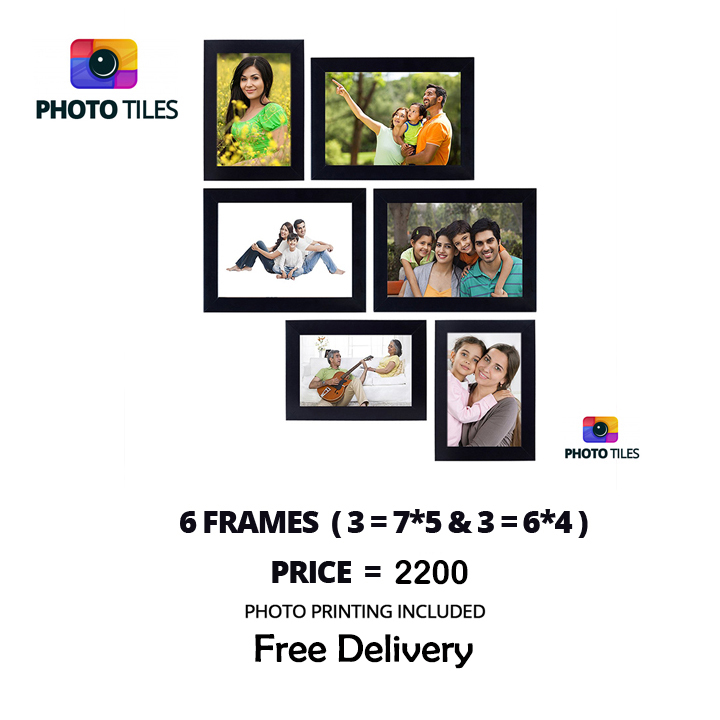 PHOTO TILES
PHOTO TILES
6 FRAMES ( 3 = 7*5 & 3 = 6*4 )
PRICE = 2200
PHOTO PRINTING INCLUDED
Free Delivery